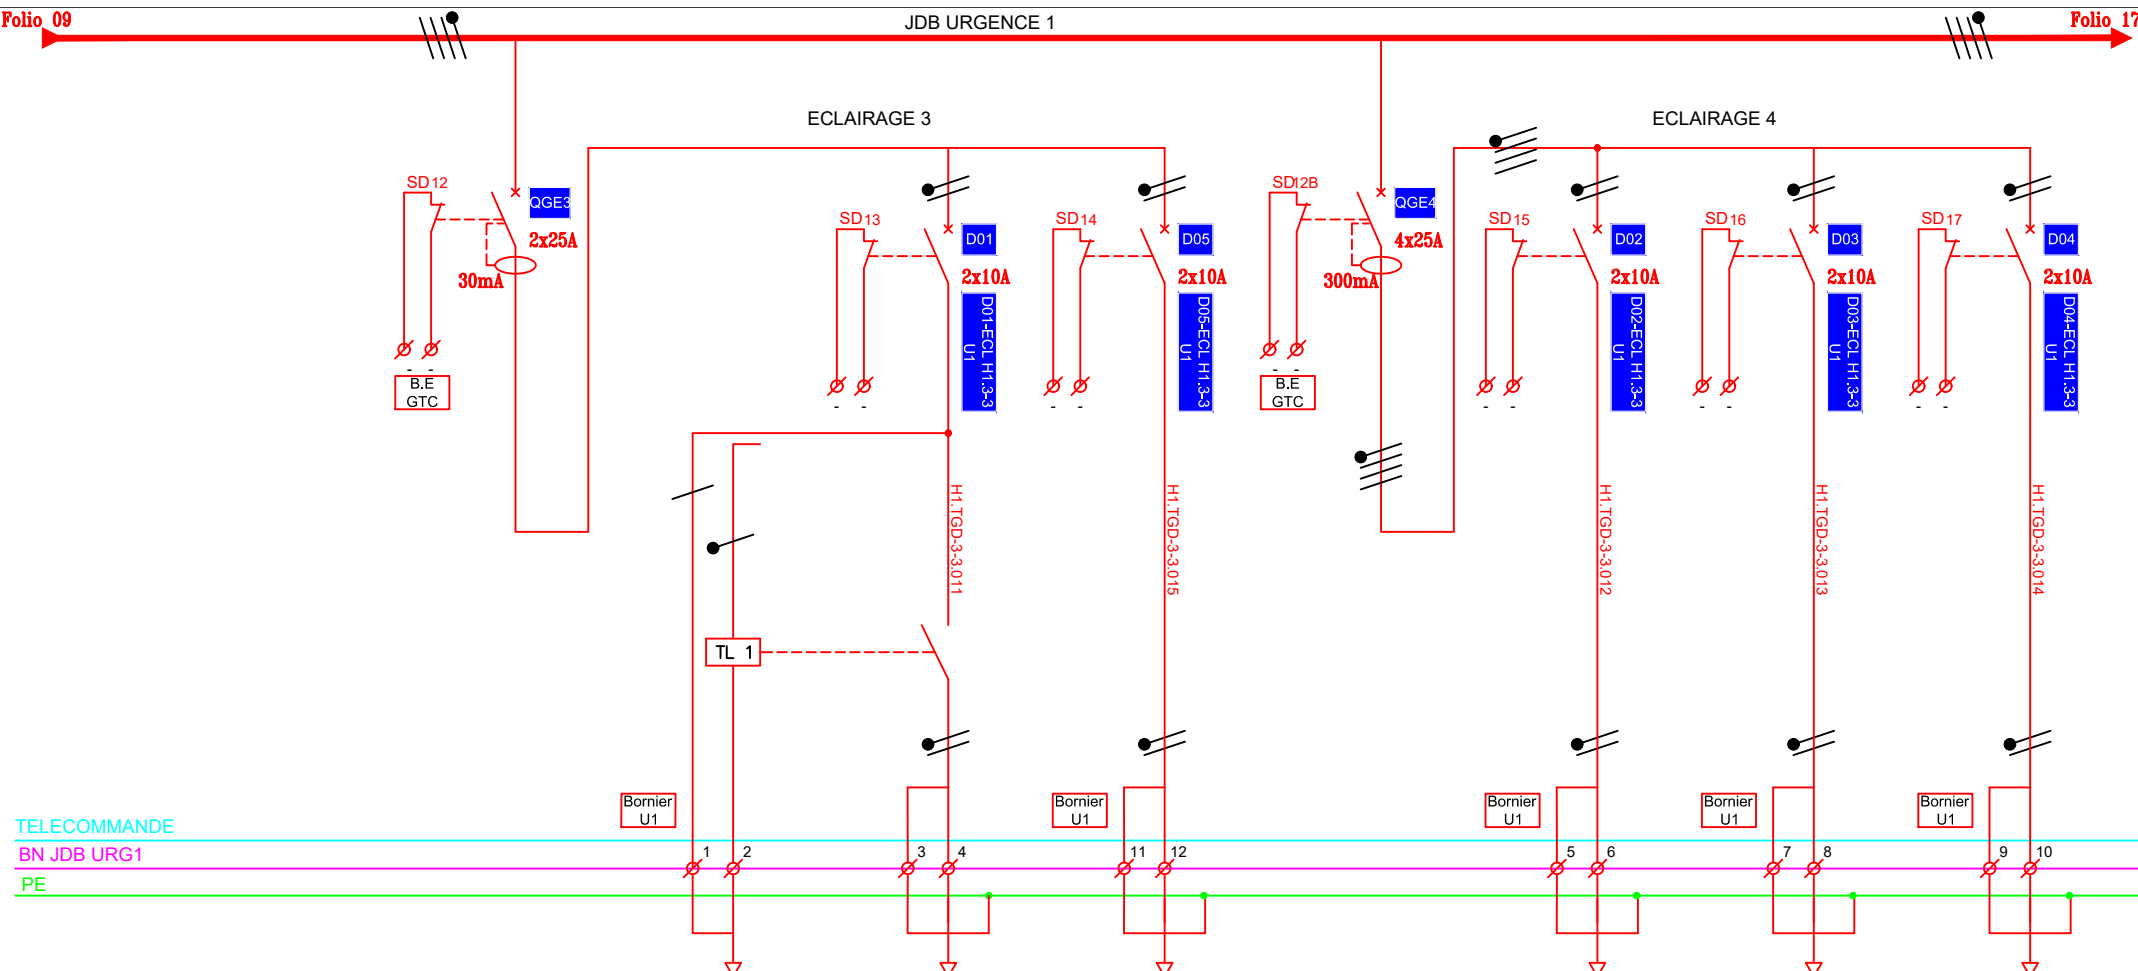 Folio 09
JDB URGENCE 1
Folio 17
ECLAIRAGE 3
ECLAIRAGE 4
SD12
QGE3
2x25A
30mA
- -
B.E
GTC
SD13
D01
2x10A
D01-ECL H1.3-3
U1
- -
SD14
D05
2x10A
D05-ECL H1.3-3
U1
- -
SD12B
QGE4
4x25A
300mA
- -
B.E
GTC
SD15
D02
2x10A
D02-ECL H1.3-3
U1
- -
SD16
D03
2x10A
D03-ECL H1.3-3
U1
- -
SD17
D04
2x10A
D04-ECL H1.3-3
U1
- -
H1.TGD-3-3.011
H1.TGD-3-3.015
H1.TGD-3-3.012
H1.TGD-3-3.013
H1.TGD-3-3.014
TL 1
Bornier
U1
Bornier
U1
Bornier
U1
Bornier
U1
Bornier
U1
TELECOMMANDE
BN JDB URG1
1 2 3 4 11 12 5 6 7 8 9 10
PE